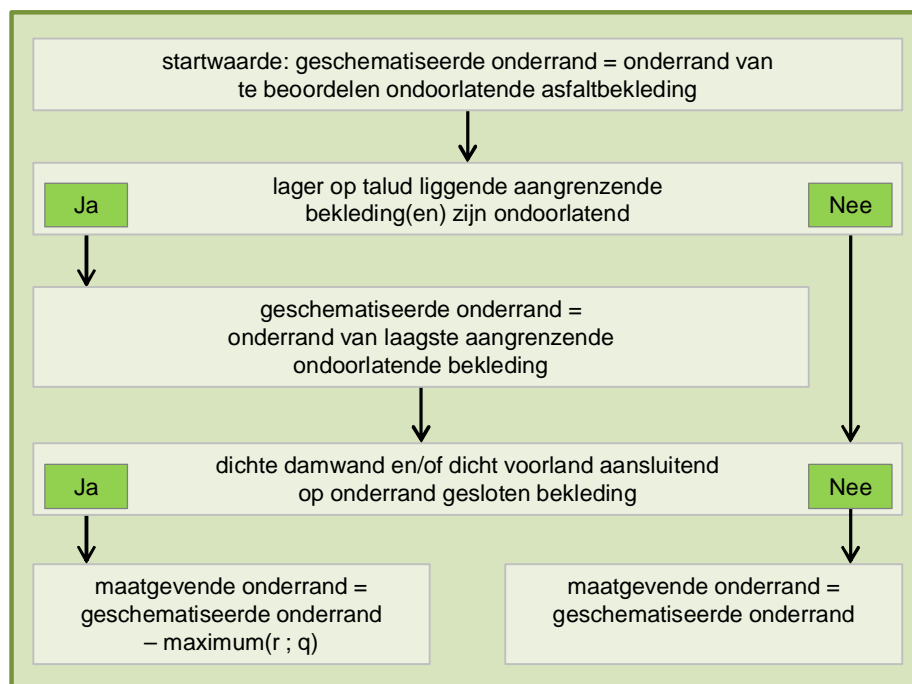 startwaarde: geschematiseerde onderrand = onderrand van
te beoordelen ondoorlatende asfaltbekleding
lager op talud liggende aangrenzende
bekleding(en) zijn ondoorlatend
Ja
Nee
geschematiseerde onderrand =
onderrand van laagste aangrenzende
ondoorlatende bekleding
dichte damwand en/of dicht voorland aansluitend
op onderrand gesloten bekleding
Ja
Nee
maatgevende onderrand =
geschematiseerde onderrand
– maximum(r ; q)
maatgevende onderrand =
geschematiseerde onderrand